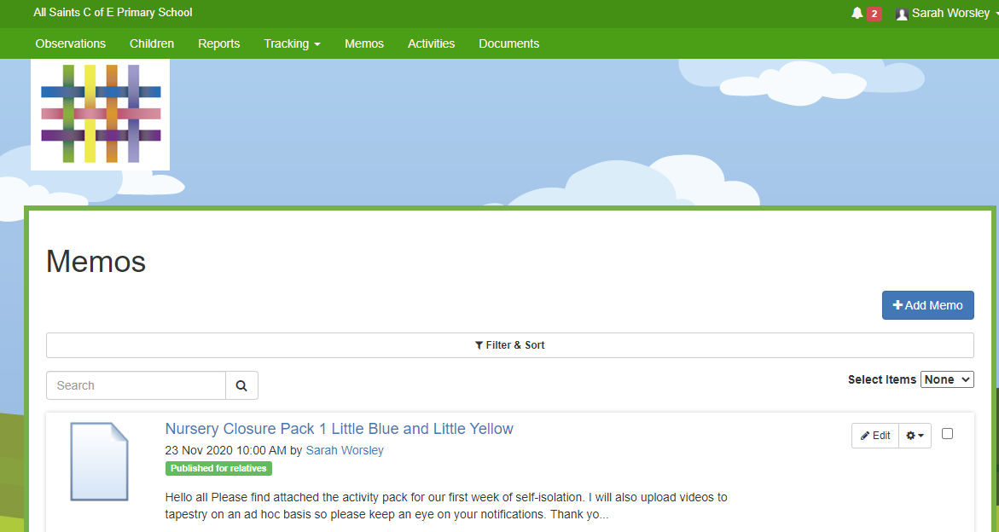 All Saints C of E Primary School
2 Sarah Worsley
Observations Children Reports Tracking Memos Activities Documents
Memos
Add Memo
Filter & Sort
Search
Select Items None
Nursery Closure Pack 1 Little Blue and Little Yellow
Edit
23 Nov 2020 10:00 AM by Sarah Worsley
Published for relatives
Hello all Please find attached the activity pack for our first week of self-isolation. I will also upload videos to
tapestry on an ad hoc basis so please keep an eye on your notifications. Thank yo...